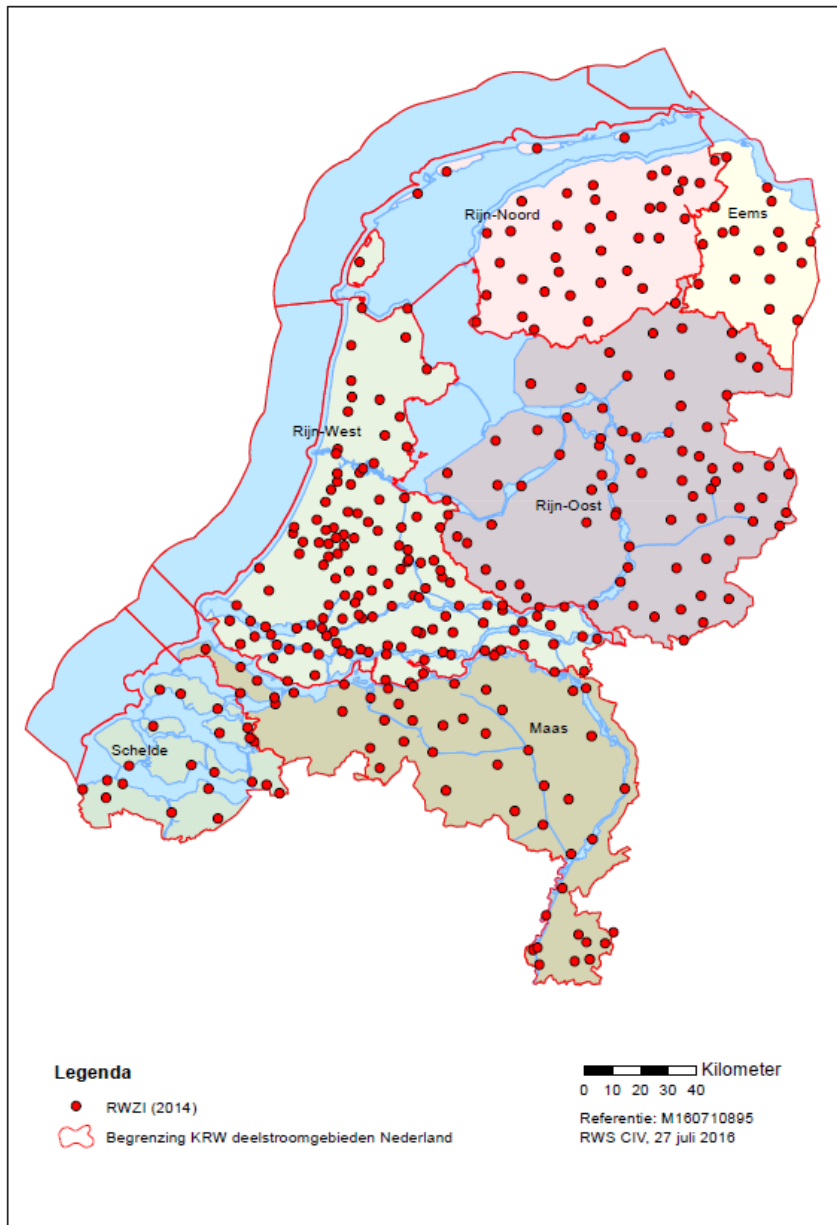 Rijn-Noord
Eems
Rijn-West
Rijn-Oost
Maas
Schelde
Legenda
RWZI (2014)
Begrenzing KRW deelstroomgebieden Nederland
Kilometer
0 10 20 30 40
Referentie: M160710895
RWS CIV, 27 juli 2016